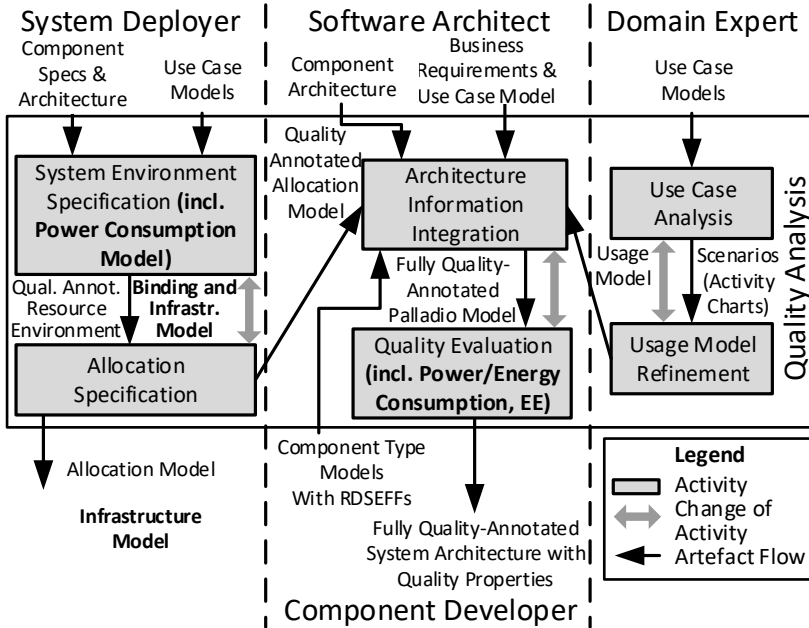 System Deployer
Software Architect
Domain Expert
Component
Specs &
Architecture
Use Case
Models
Component
Architecture
Business
Requirements &
Use Case Model
Use Case
Models
System Environment
Specification (incl.
Power Consumption
Model)
Quality
Annotated
Allocation
Model
Architecture
Information
Integration
Use Case
Analysis
Qual. Annot.
Resource
Environment
Binding and
Infrastr.
Model
Fully Quality-
Annotated
Palladio Model
Usage
Model
Scenarios
(Activity
Charts)
Allocation
Specification
Quality Evaluation
(incl. Power/Energy
Consumption, EE)
Usage Model
Refinement
Quality Analysis
Allocation Model
Infrastructure
Model
Component Type
Models
With RDSEFFs
Fully Quality-Annotated
System Architecture with
Quality Properties
Component Developer
Legend
Activity
Change of
Activity
Artefact Flow